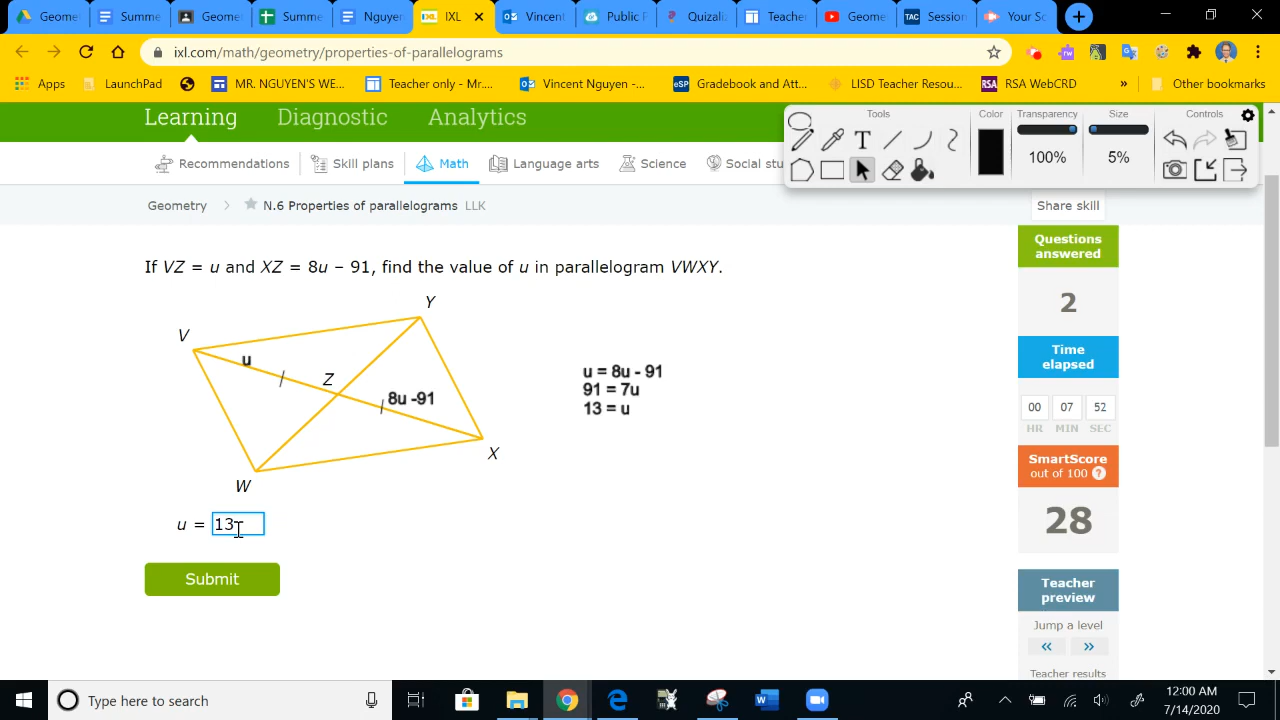 Geome
Summe
Geome
Summe
Nguyer
IXL
Vincent
Public P
Quizali
Teache
Geome
Session
Your Sc
ixl.com/math/geometry/properties-of-parallelograms
Apps
LaunchPad
MR. NGUYEN'S WE...
Teacher only - Mr....
Vincent Nguyen -...
eSP
Gradebook and Att...
LISD Teacher Resou...
RSA
RSA WebCRD
»
Other bookmarks
Learning
Diagnostic
Analytics
Tools
Color
Transparency
Size
Controls
100%
5%
Recommendations
Skill plans
Math
Language arts
Science
Social stu
Geometry > N.6 Properties of parallelograms LLK
Share skill
If VZ = u and XZ = 8u – 91, find the value of u in parallelogram VWXY.
Y
V
u
Z
8u -91
X
W
u = 8u - 91
91 = 7u
13 = u
u = 13
Submit
Questions
answered
2
Time
elapsed
00 07 52
HR MIN SEC
SmartScore
out of 100 ?
28
Teacher
preview
Jump a level
Teacher results
Type here to search
12:00 AM
7/14/2020